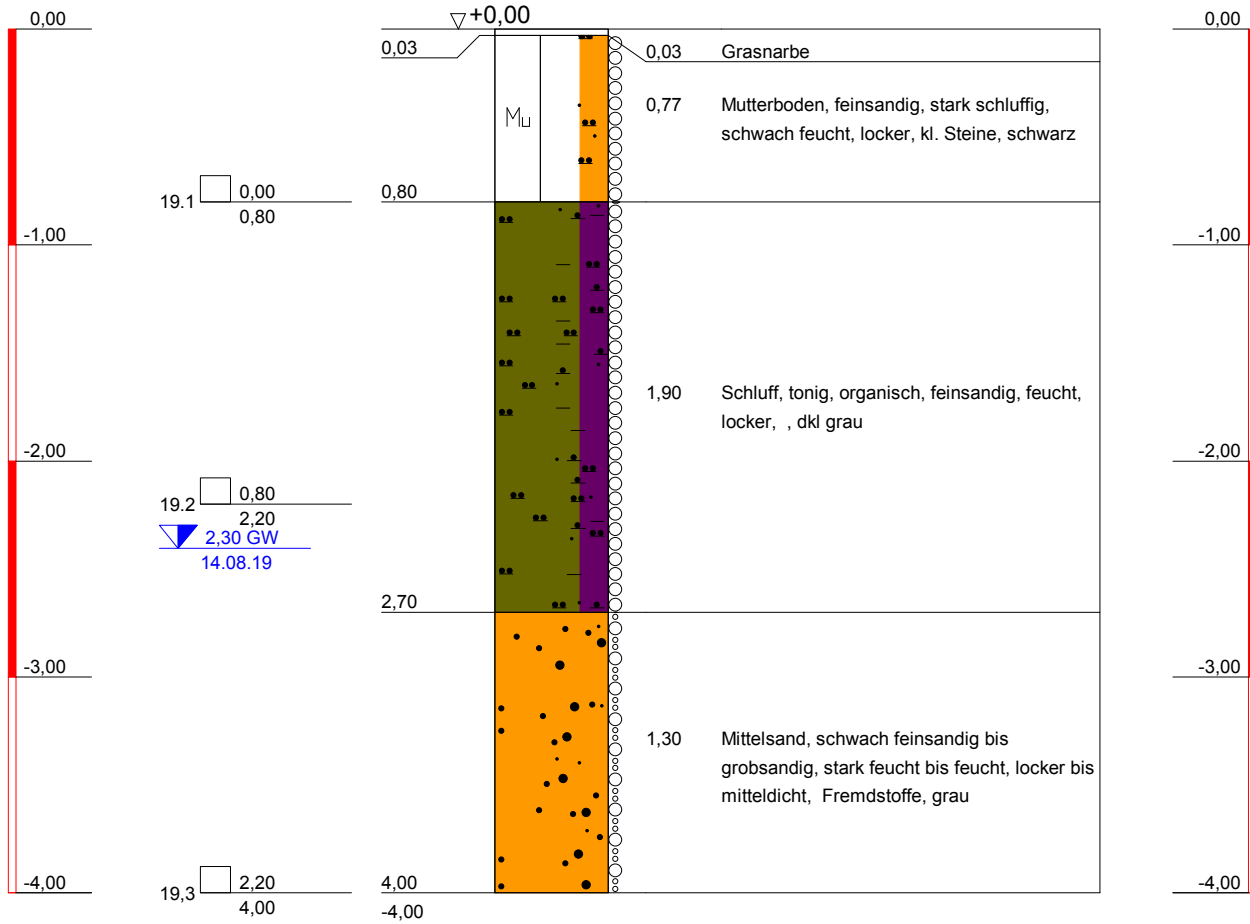 0,00
+0,00
0,00
0,03
0,03 Grasnarbe
0,77 Mutterboden, feinsandig, stark schluffig,
schwach feucht, locker, kl. Steine, schwarz
Mu
19.1 0,00
0,80
0,80
-1,00
-1,00
1,90 Schluff, tonig, organisch, feinsandig, feucht,
locker, , dkl grau
-2,00
-2,00
19.2 0,80
2,20
2,30 GW
14.08.19
2,70
-3,00
-3,00
1,30 Mittelsand, schwach feinsandig bis
grobsandig, stark feucht bis feucht, locker bis
mitteldicht, Fremdstoffe, grau
-4,00
19,3 2,20
4,00
4,00
-4,00
-4,00